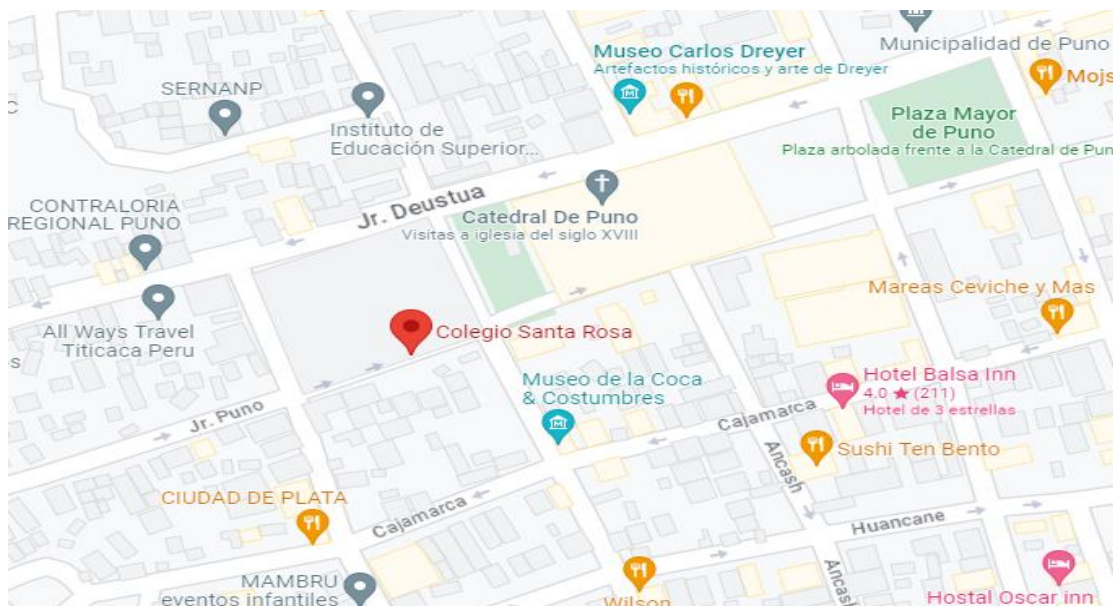 Museo Carlos Dreyer
Artefactos históricos y arte de Dreyer
Municipalidad de Puno
Mojs
SERNANP
Instituto de
Educación Superior...
Plaza Mayor
de Puno
Plaza arbolada frente a la Catedral de Pun
C
CONTRALORIA
REGIONAL PUNO
Jr. Deustua
Catedral De Puno
Visitas a iglesia del siglo XVIII
Mareas Ceviche y Mas
All Ways Travel
Titicaca Peru
s
Colegio Santa Rosa
Museo de la Coca
& Costumbres
Hotel Balsa Inn
4.0 ★ (211)
Hotel de 3 estrellas
Jr. Puno
Cajamarca
Sushi Ten Bento
Ancash
CIUDAD DE PLATA
Cajamarca
Huancane
MAMBRU
eventos infantiles
Wilson
Ancash
Hostal Oscar inn